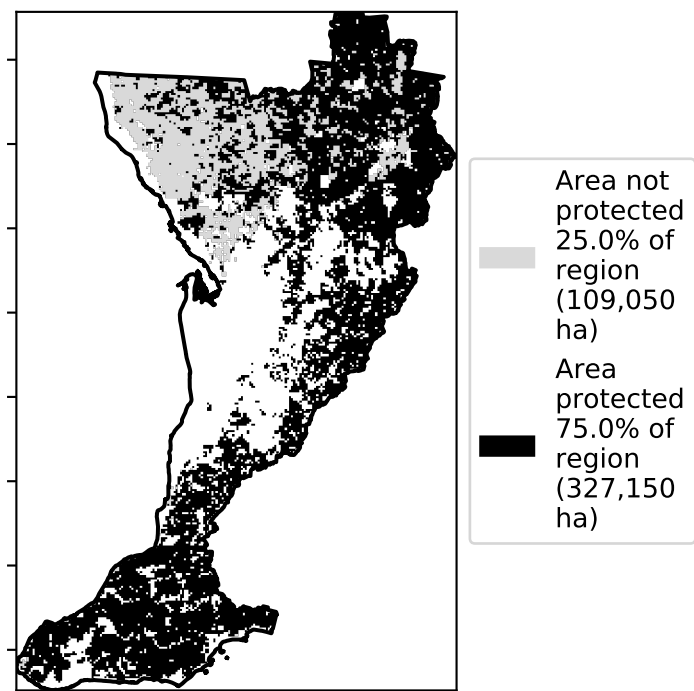 Area not
protected
25.0% of
region
(109,050
ha)
Area
protected
75.0% of
region
(327,150
ha)